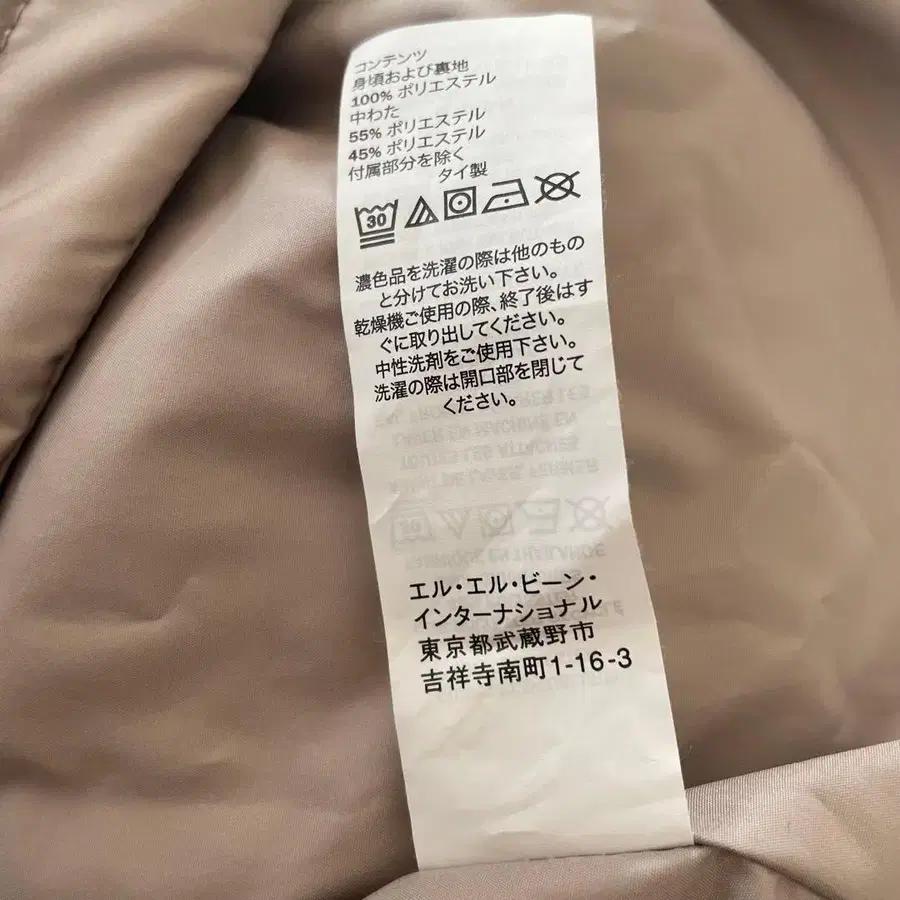 コンテンツ
身頃および裏地
100% ポリエステル
中わた
55% ポリエステル
45% ポリエステル
付属部分を除く
タイ製
30
濃色品を洗濯の際は他のもの
と分けてお洗い下さい。
乾燥機ご使用の際、終了後はす
ぐに取り出してください。
中性洗剤をご使用下さい。
洗濯の際は開口部を閉じて
ください。
エル・エル・ビーン・
インターナショナル
東京都武蔵野市
吉祥寺南町1-16-3